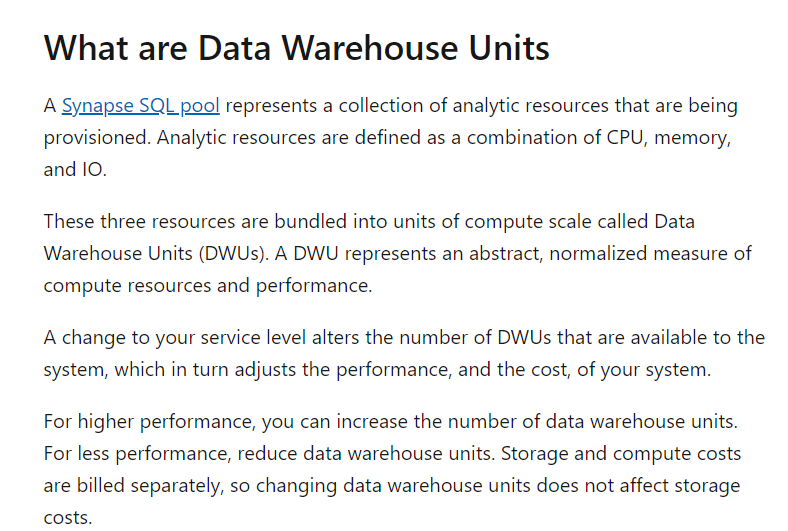 What are Data Warehouse Units
A Synapse SQL pool represents a collection of analytic resources that are being
provisioned. Analytic resources are defined as a combination of CPU, memory,
and IO.
These three resources are bundled into units of compute scale called Data
Warehouse Units (DWUs). A DWU represents an abstract, normalized measure of
compute resources and performance.
A change to your service level alters the number of DWUs that are available to the
system, which in turn adjusts the performance, and the cost, of your system.
For higher performance, you can increase the number of data warehouse units.
For less performance, reduce data warehouse units. Storage and compute costs
are billed separately, so changing data warehouse units does not affect storage
costs.